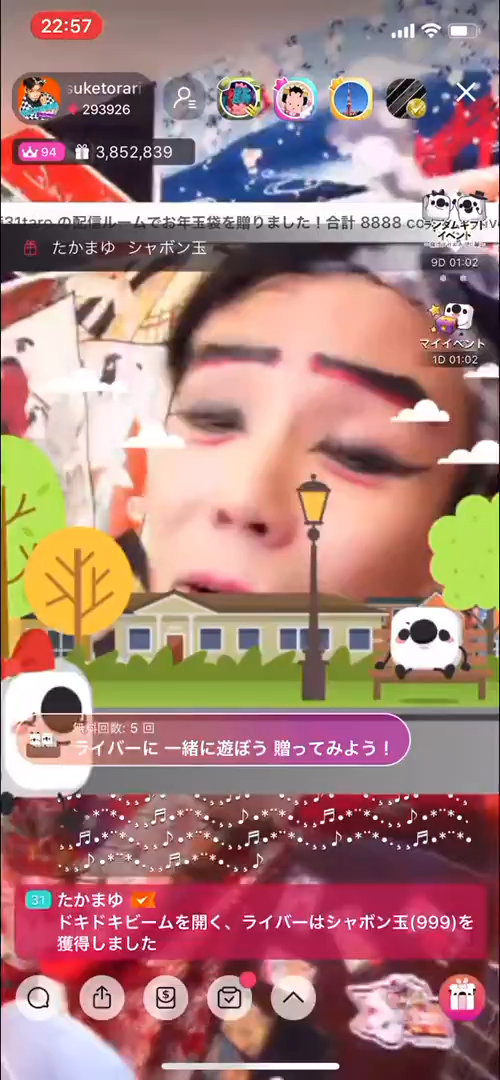 22:57
suketorari
293926
94
3,852,839
の配信ルームでお年玉袋を贈りました！合計 8888
たかまゆ シャボン玉
ランダムギフト
イベント
9D 01:02
マイイベント
1D 01:02
無料回数: 5 回
ライバーに 一緒に遊ぼう 贈ってみよう！
31 たかまゆ
ドキドキビームを開く、ライバーはシャボン玉(999)を
獲得しました